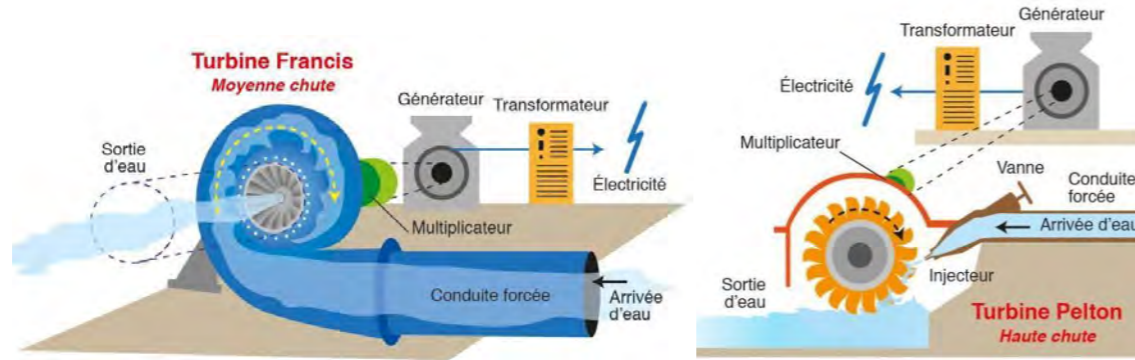 Turbine Francis
Moyenne chute
Sortie
d'eau
Générateur
Transformateur
Électricité
Multiplicateur
Conduite forcée
Arrivée
d'eau
Générateur
Transformateur
Électricité
Multiplicateur
Vanne
Conduite
forcée
Arrivée d'eau
Injecteur
Sortie
d'eau
Turbine Pelton
Haute chute